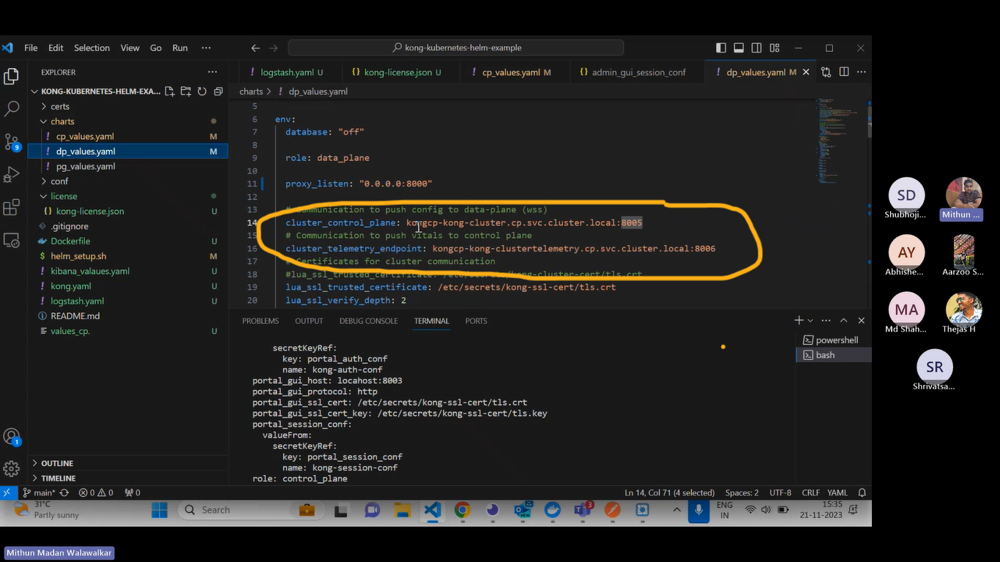 File Edit Selection View Go Run ···
kong-kubernetes-helm-example
EXPLORER
KONG-KUBERNETES-HELM-EXA...
certs
charts
! cp_values.yaml M
! dp_values.yaml M
! pg_values.yaml
conf
license
{} kong-license.json U
.gitignore
Dockerfile U
helm_setup.sh M
kibana_valaues.yaml U
kong.yaml U
logstash.yaml U
README.md
values_cp. U
OUTLINE
TIMELINE
9
1
! logstash.yaml U
{} kong-license.json U
! cp_values.yaml M
{} admin_gui_session_conf
! dp_values.yaml M
charts > ! dp_values.yaml
5
6 env:
7 database: "off"
8
9 role: data_plane
10
11 proxy_listen: "0.0.0.0:8000"
12
13 # Communication to push config to data-plane (wss)
14 cluster_control_plane: kongcp-kong-cluster.cp.svc.cluster.local:8005
15 # Communication to push vitals to control plane
16 cluster_telemetry_endpoint: kongcp-kong-clustertelemetry.cp.svc.cluster.local:8006
17 # Certificates for cluster communication
18 #lua_ssl_trusted_certificate: /etc/secrets/kong-cluster-cert/tls.crt
19 lua_ssl_trusted_certificate: /etc/secrets/kong-ssl-cert/tls.crt
20 lua_ssl_verify_depth: 2
PROBLEMS OUTPUT DEBUG CONSOLE TERMINAL PORTS
powershell
bash
secretKeyRef:
key: portal_auth_conf
name: kong-auth-conf
portal_gui_host: locahost:8003
portal_gui_protocol: http
portal_gui_ssl_cert: /etc/secrets/kong-ssl-cert/tls.crt
portal_gui_ssl_cert_key: /etc/secrets/kong-ssl-cert/tls.key
portal_session_conf:
valueFrom:
secretKeyRef:
key: portal_session_conf
name: kong-session-conf
role: control_plane
main* 0 0 0
Ln 14, Col 71 (4 selected) Spaces: 2 UTF-8 CRLF YAML
31°C
Partly sunny
Search
NEW
3
ENG
IN
15:35
21-11-2023
SD
Shubhoji...
Mithun ...
AY
Abhishe...
Aarzoo S...
MA
Md Shah...
Thejas H
SR
Shrivatsa...
Mithun Madan Walawalkar